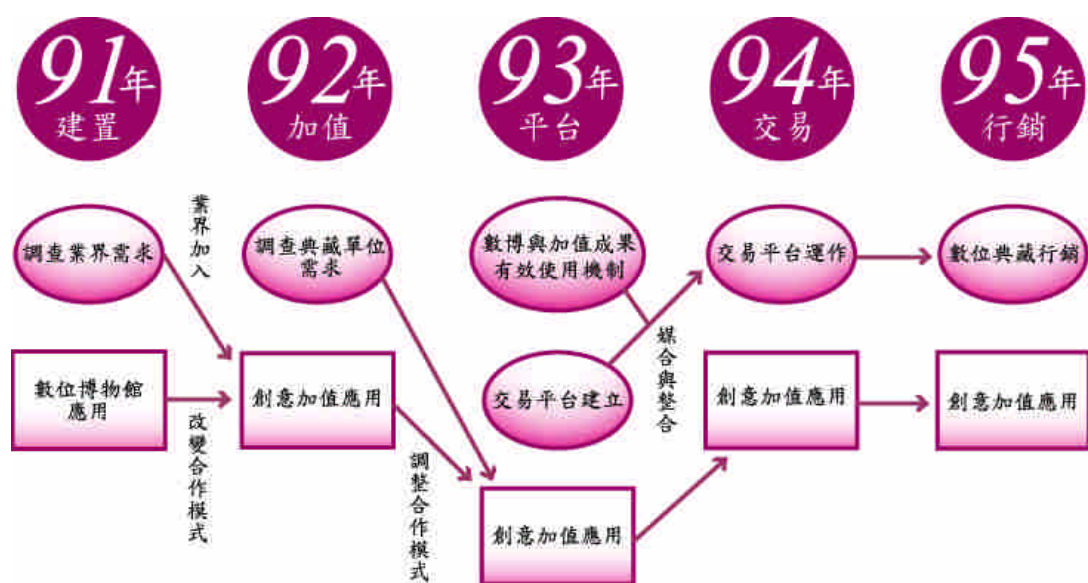 91年
建置
92年
加值
93年
平台
94年
交易
95年
行銷
調查業界需求
業界加入
調查典藏單位
需求
數博與加值成果
有效使用機制
交易平台運作
數位典藏行銷
數位博物館
應用
改變合作模式
創意加值應用
調整合作模式
交易平台建立
媒合與整合
創意加值應用
創意加值應用
創意加值應用